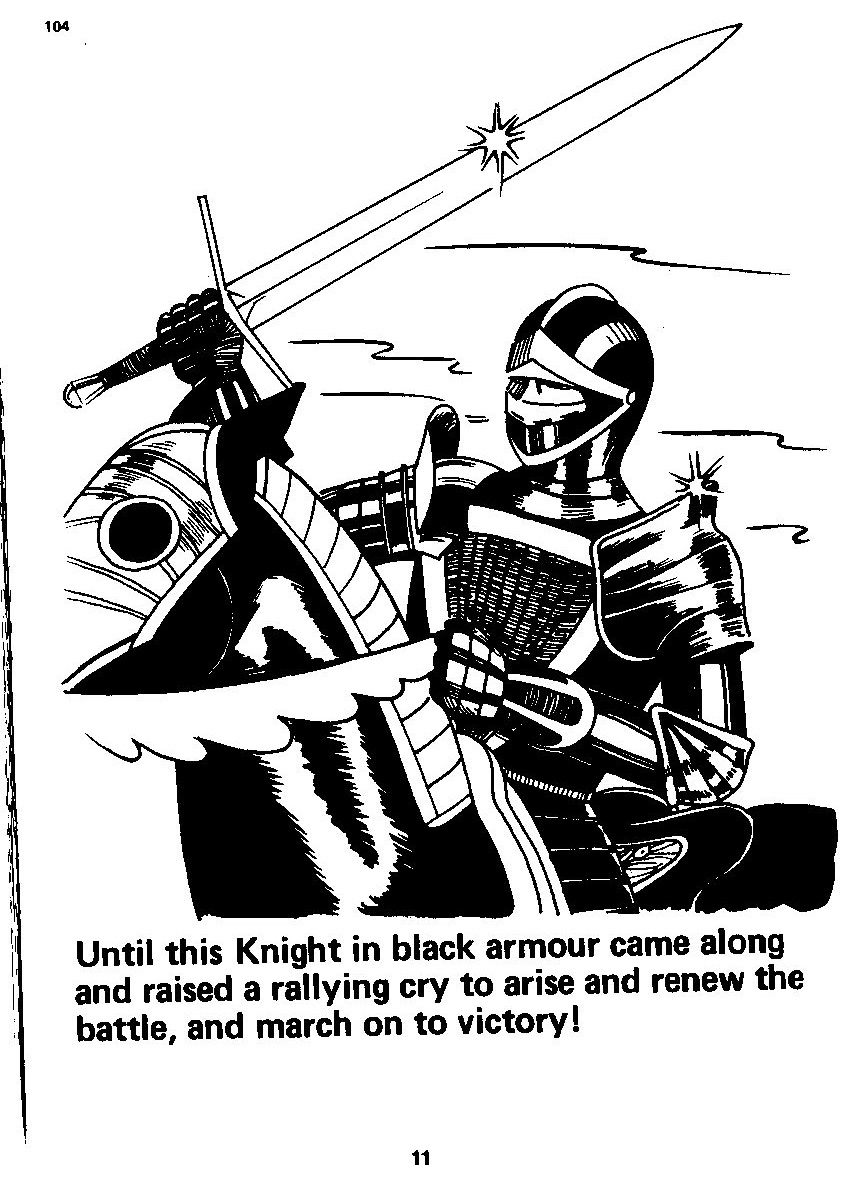 104
Until this Knight in black armour came along
and raised a rallying cry to arise and renew the
battle, and march on to victory!
11